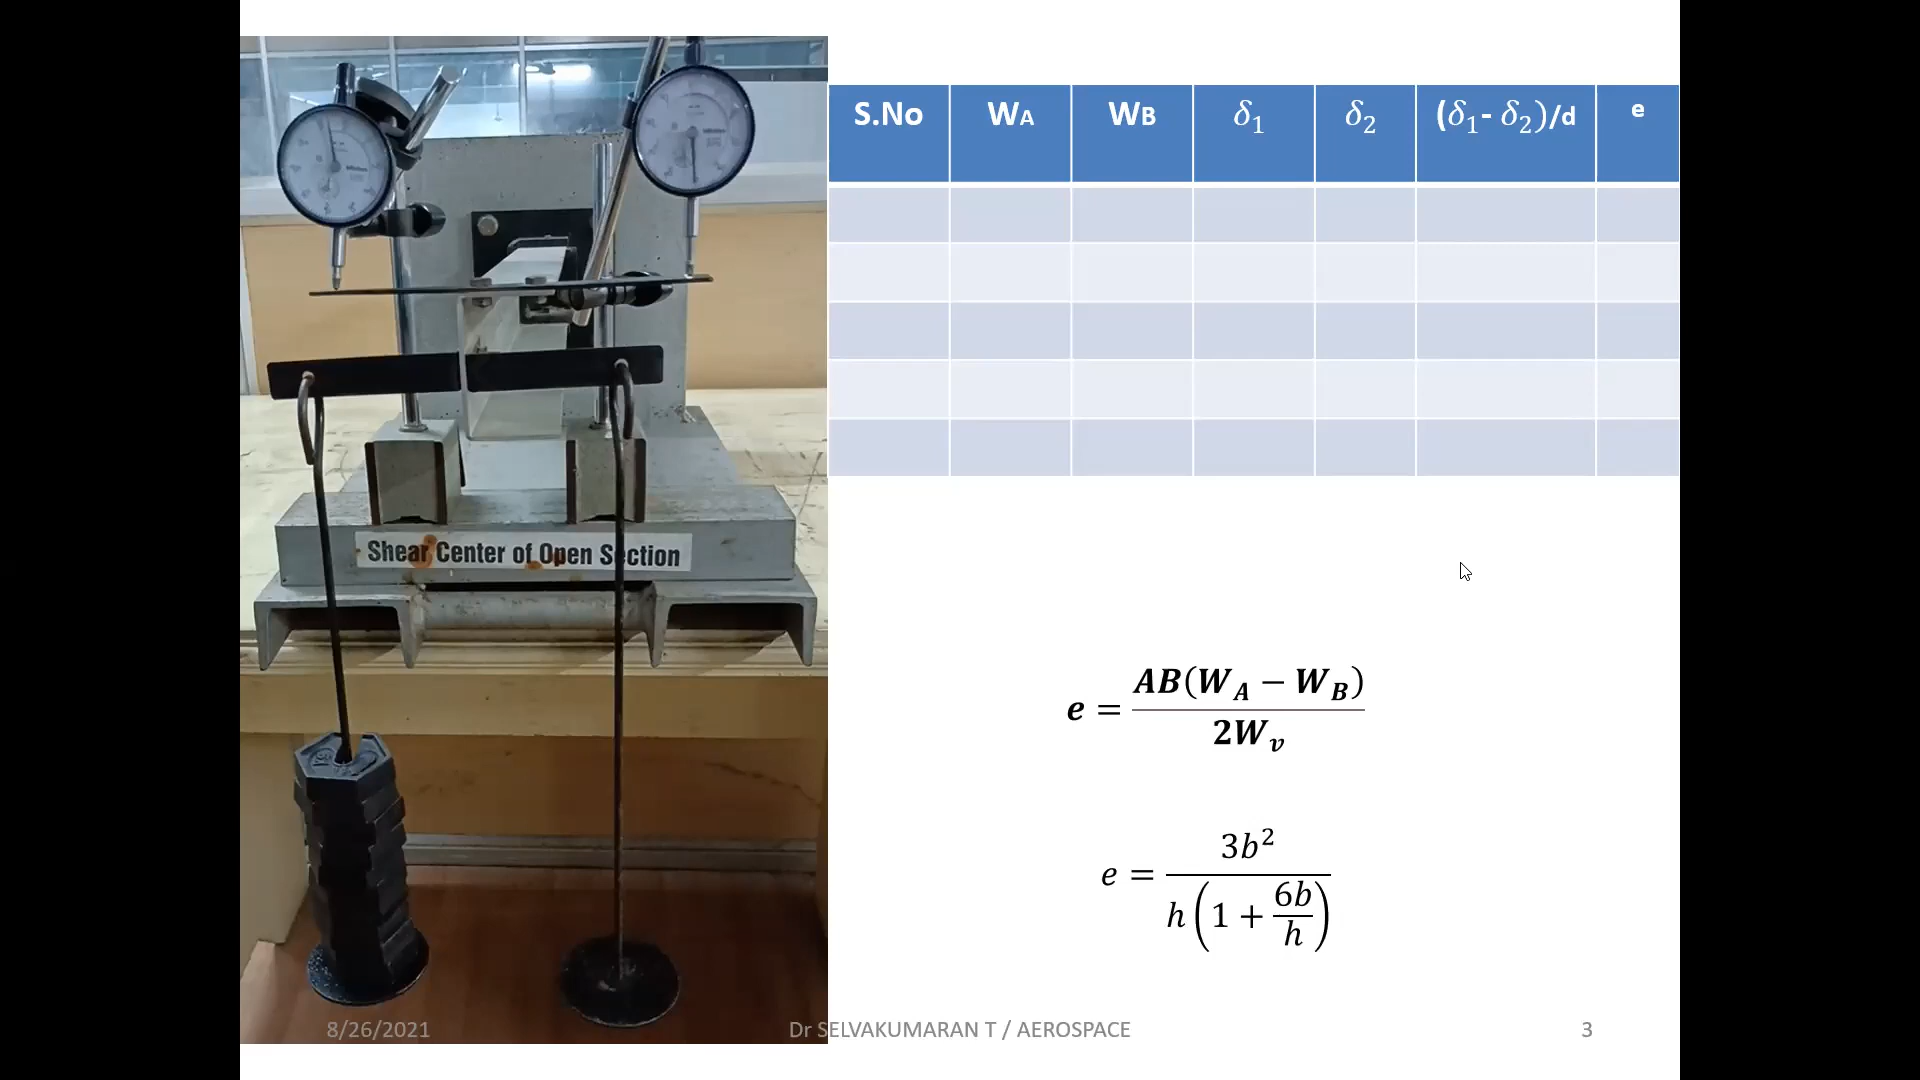 S.No WA WB δ1 δ2 (δ1- δ2)/d e
Shear Center of Open Section
e = AB(WA − WB) / 2Wv
e = 3b² / h(1 + 6b/h)
8/26/2021 Dr SELVAKUMARAN T / AEROSPACE 3